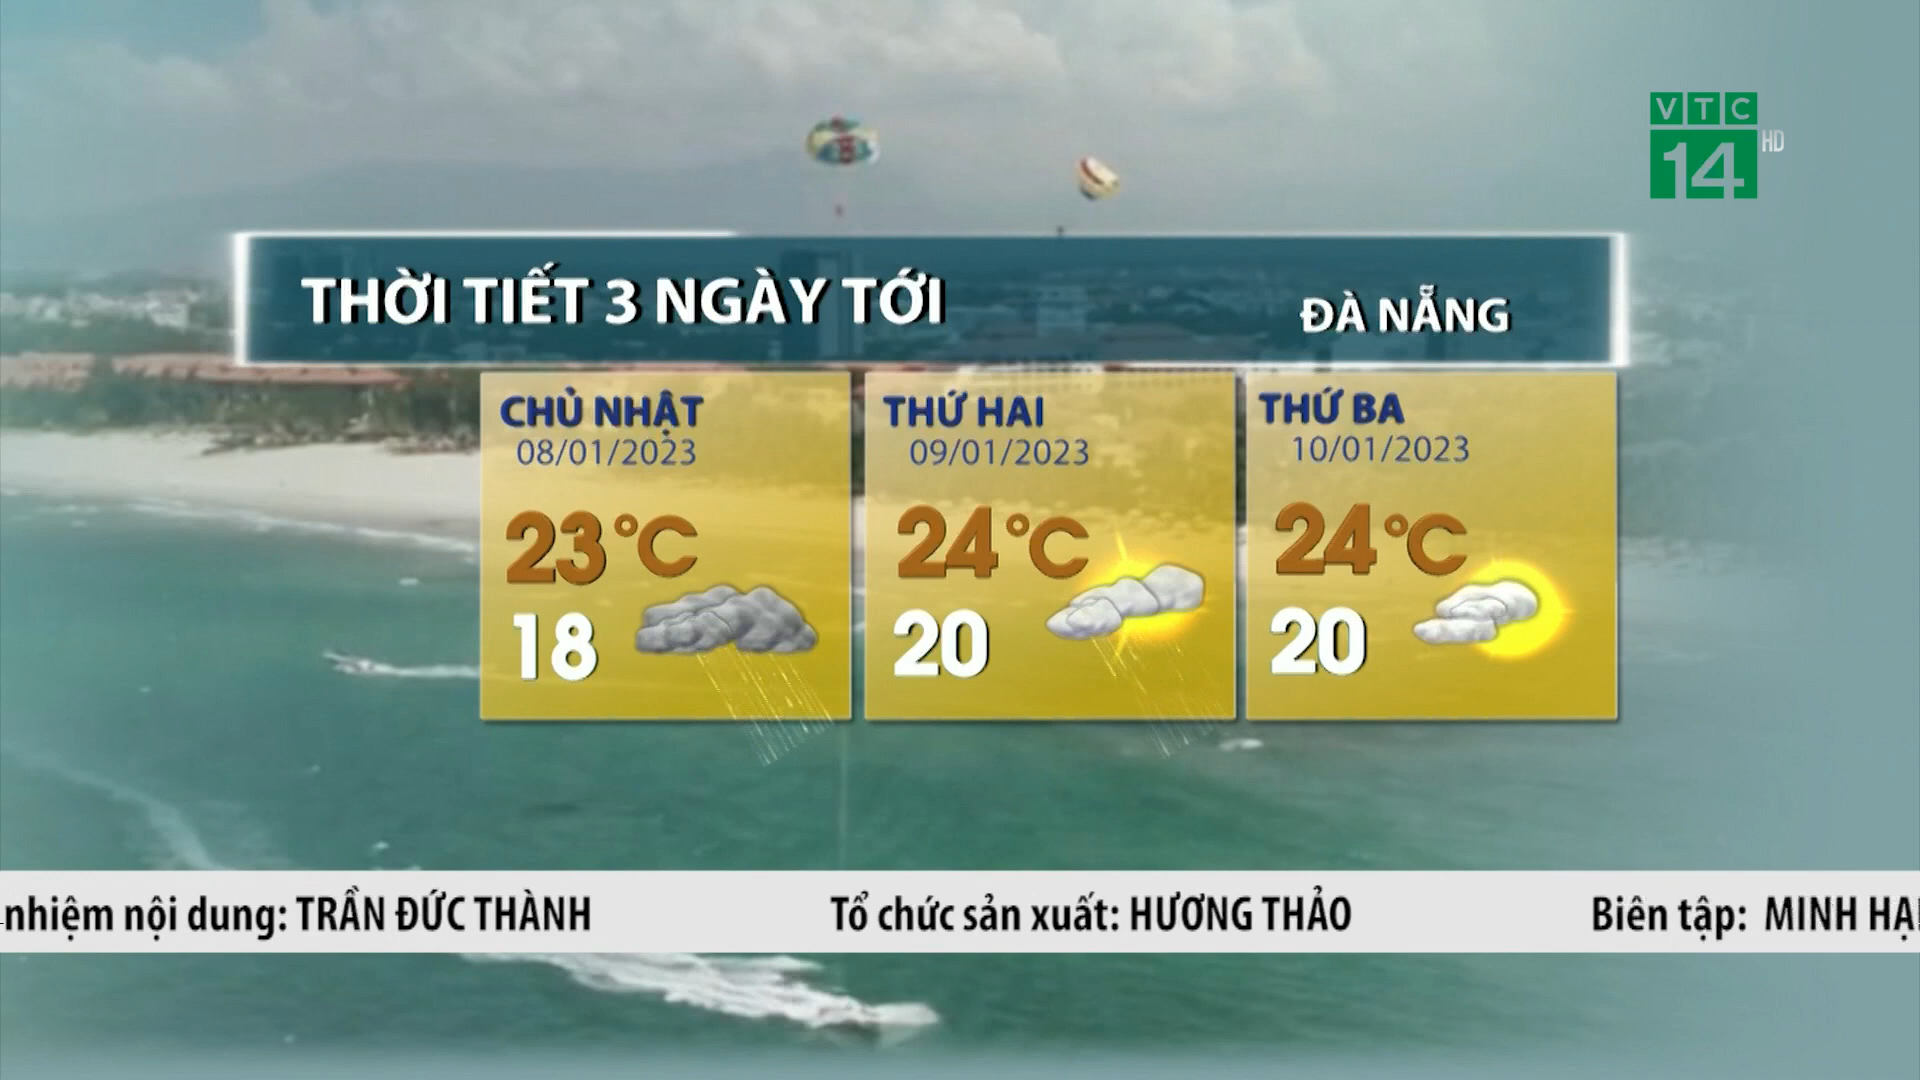 VTC
14 HD
THỜI TIẾT 3 NGÀY TỚI
ĐÀ NẴNG
CHỦ NHẬT
08/01/2023
23°C
18
THỨ HAI
09/01/2023
24°C
20
THỨ BA
10/01/2023
24°C
20
nhiệm nội dung: TRẦN ĐỨC THÀNH Tổ chức sản xuất: HƯƠNG THẢO Biên tập: MINH